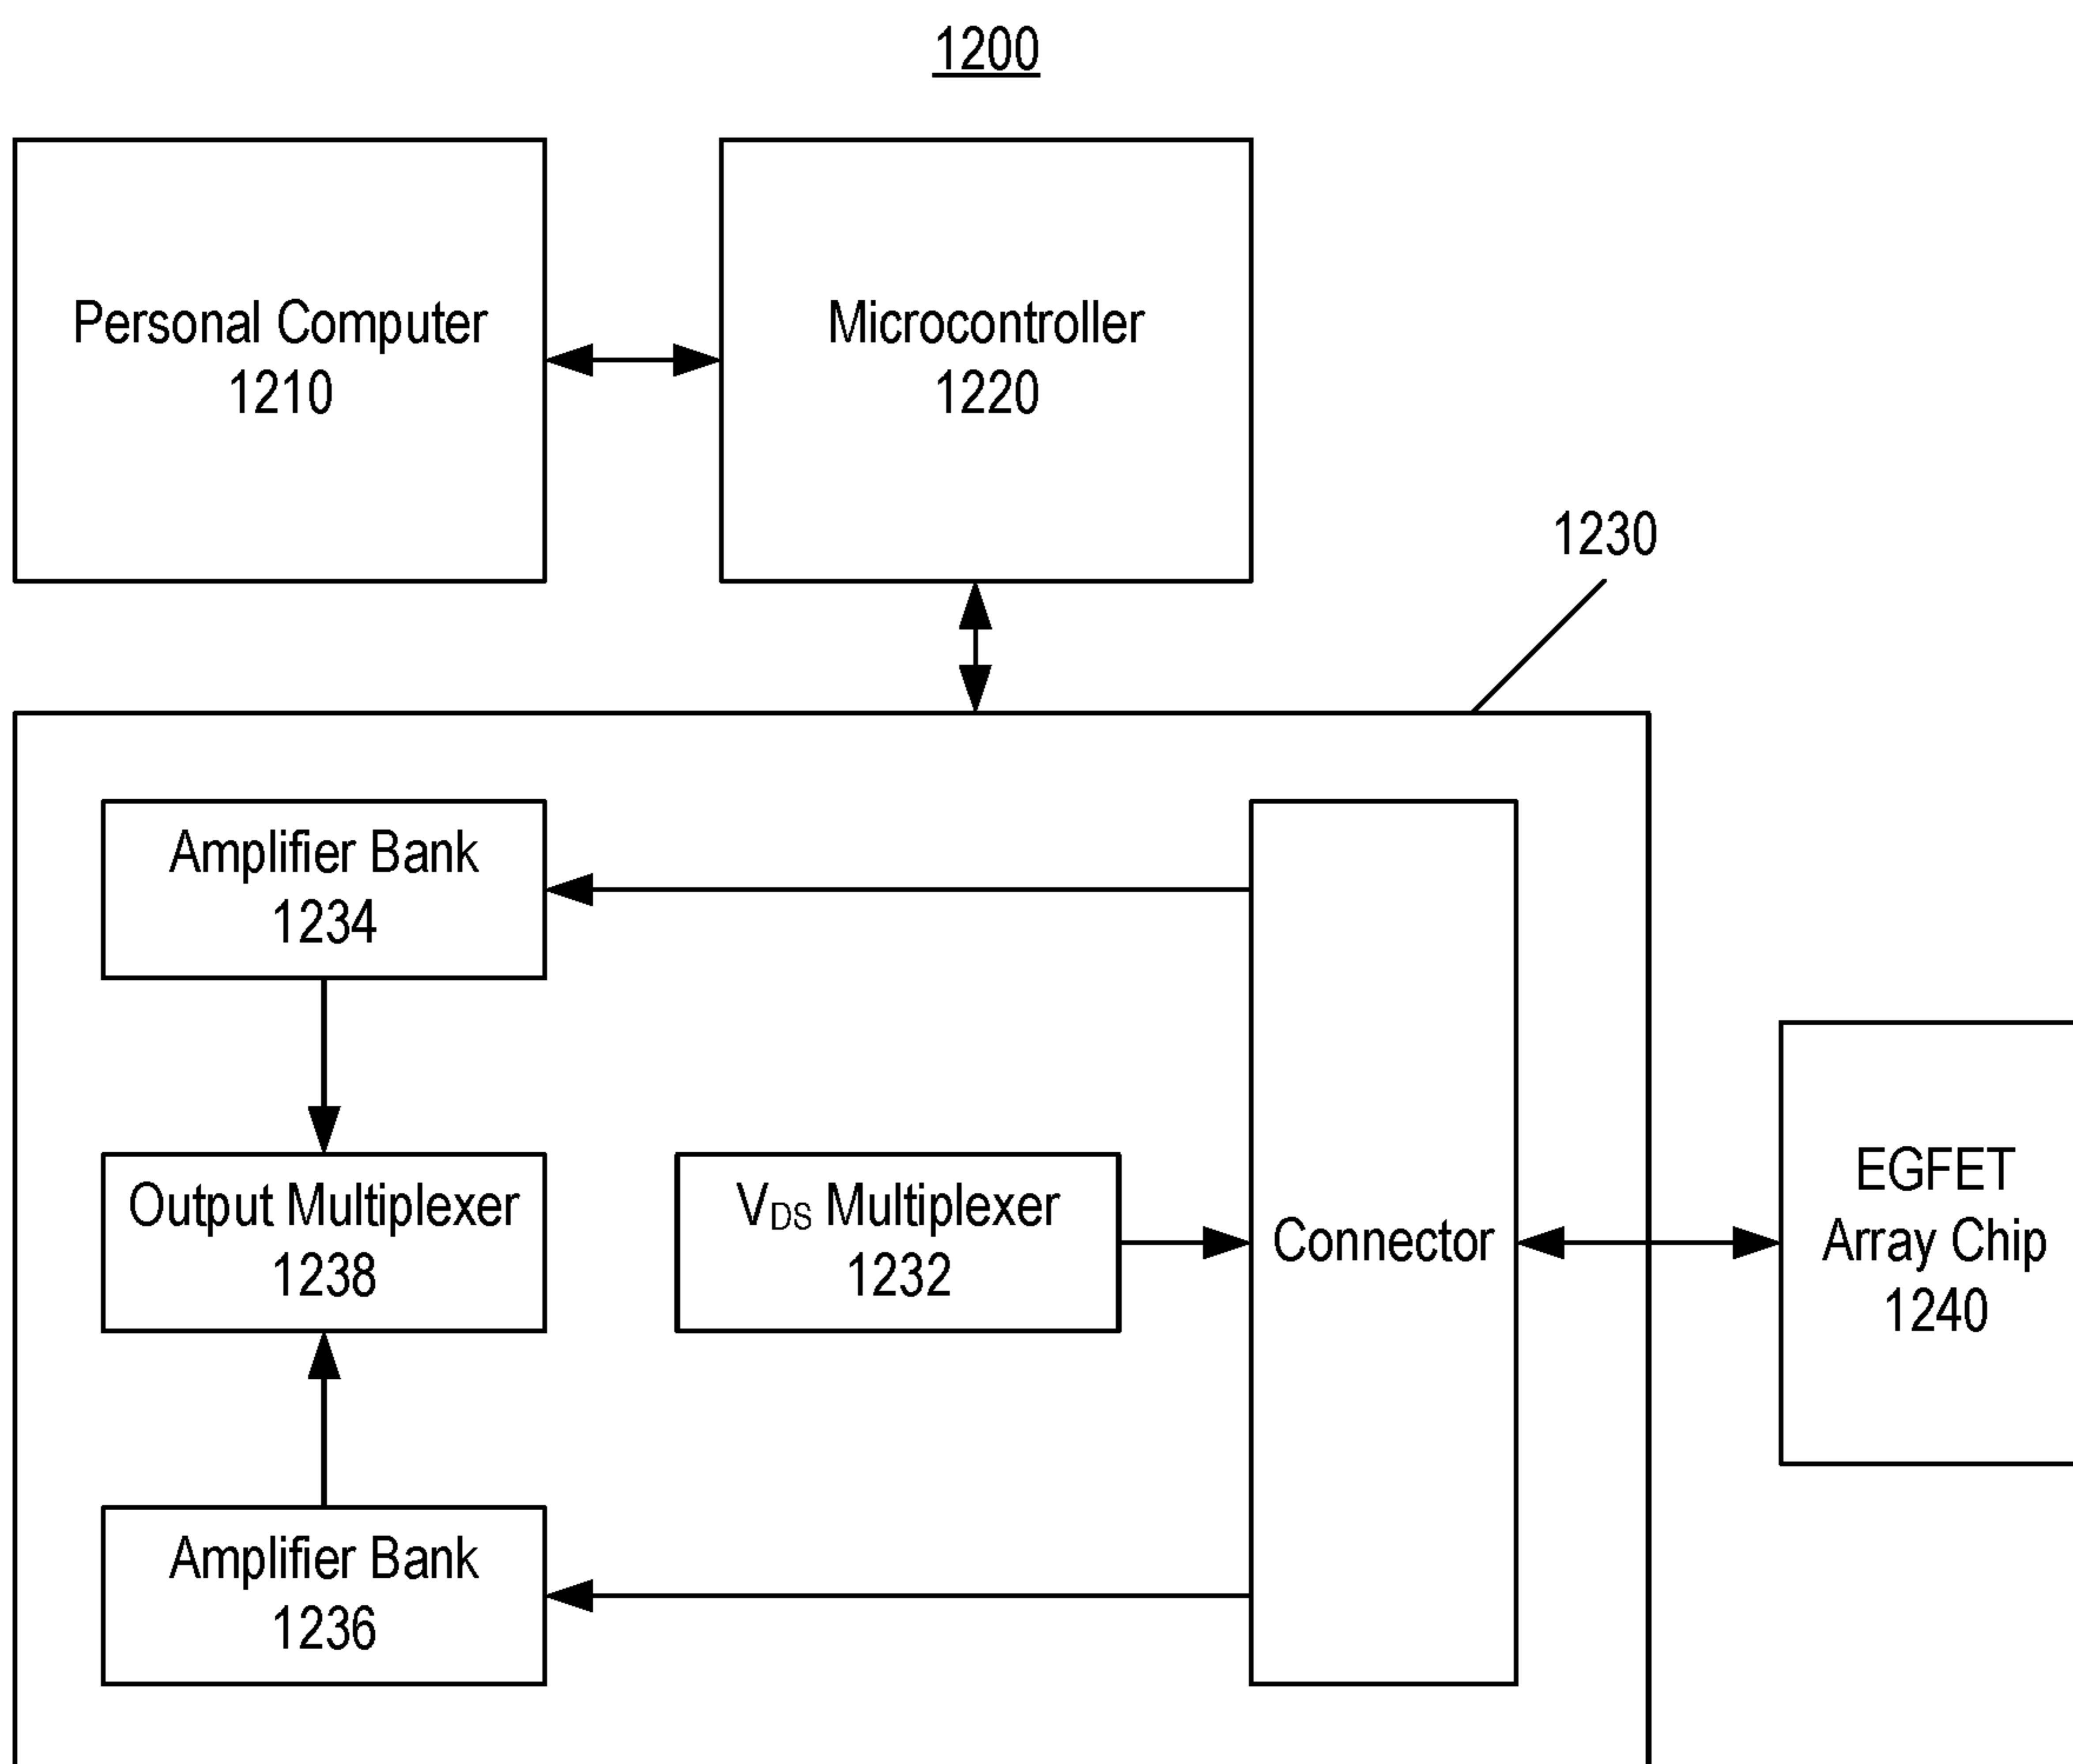 1200
Personal Computer
1210
Microcontroller
1220
1230
Amplifier Bank
1234
Output Multiplexer
1238
VDS Multiplexer
1232
Connector
EGFET
Array Chip
1240
Amplifier Bank
1236